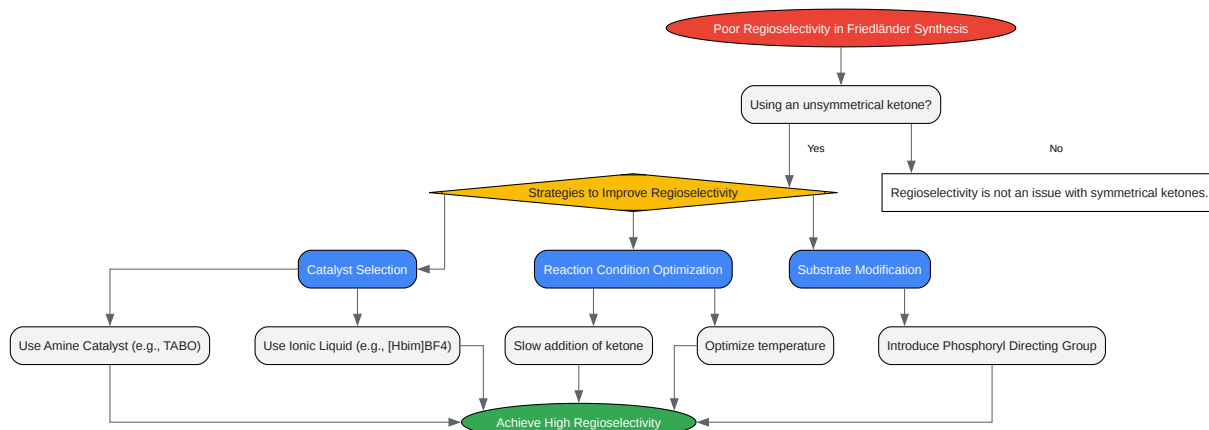 Poor Regioselectivity in Friedländer Synthesis
Using an unsymmetrical ketone?
Yes
No
Strategies to Improve Regioselectivity
Regioselectivity is not an issue with symmetrical ketones.
Catalyst Selection
Reaction Condition Optimization
Substrate Modification
Use Amine Catalyst (e.g., TABO)
Use Ionic Liquid (e.g., [Hbim]BF4)
Slow addition of ketone
Optimize temperature
Introduce Phosphoryl Directing Group
Achieve High Regioselectivity